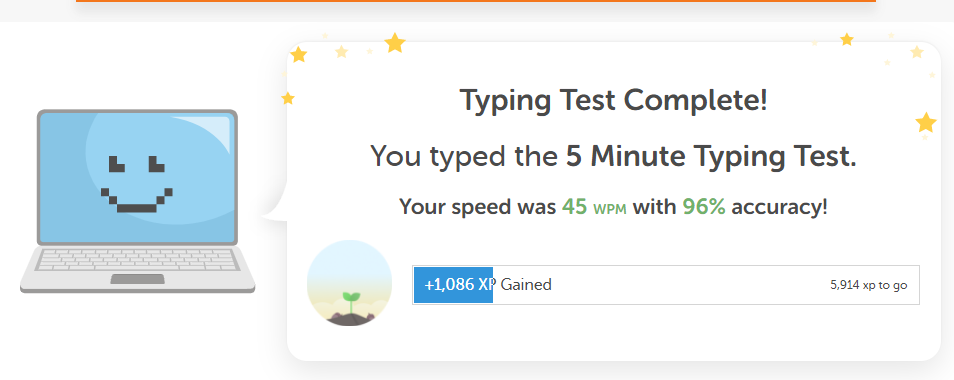 Typing Test Complete!
You typed the 5 Minute Typing Test.
Your speed was 45 WPM with 96% accuracy!
+1,086 XP Gained
5,914 xp to go